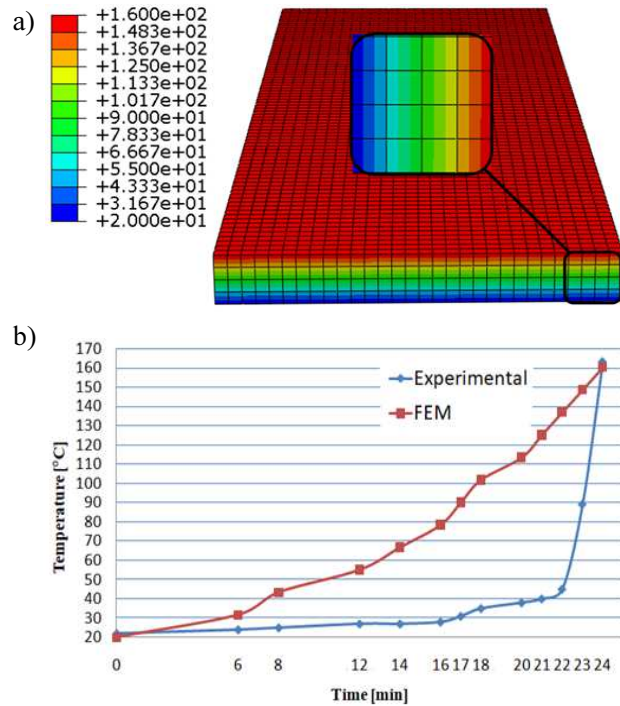 a)
+1.600e+02
+1.483e+02
+1.367e+02
+1.250e+02
+1.133e+02
+1.017e+02
+9.000e+01
+7.833e+01
+6.667e+01
+5.500e+01
+4.333e+01
+3.167e+01
+2.000e+01
b)
170
160
150
140
130
120
110
100
90
80
70
60
50
40
30
20
Temperature [°C]
Experimental
FEM
0 6 8 12 14 16 17 18 20 21 22 23 24
Time [min]